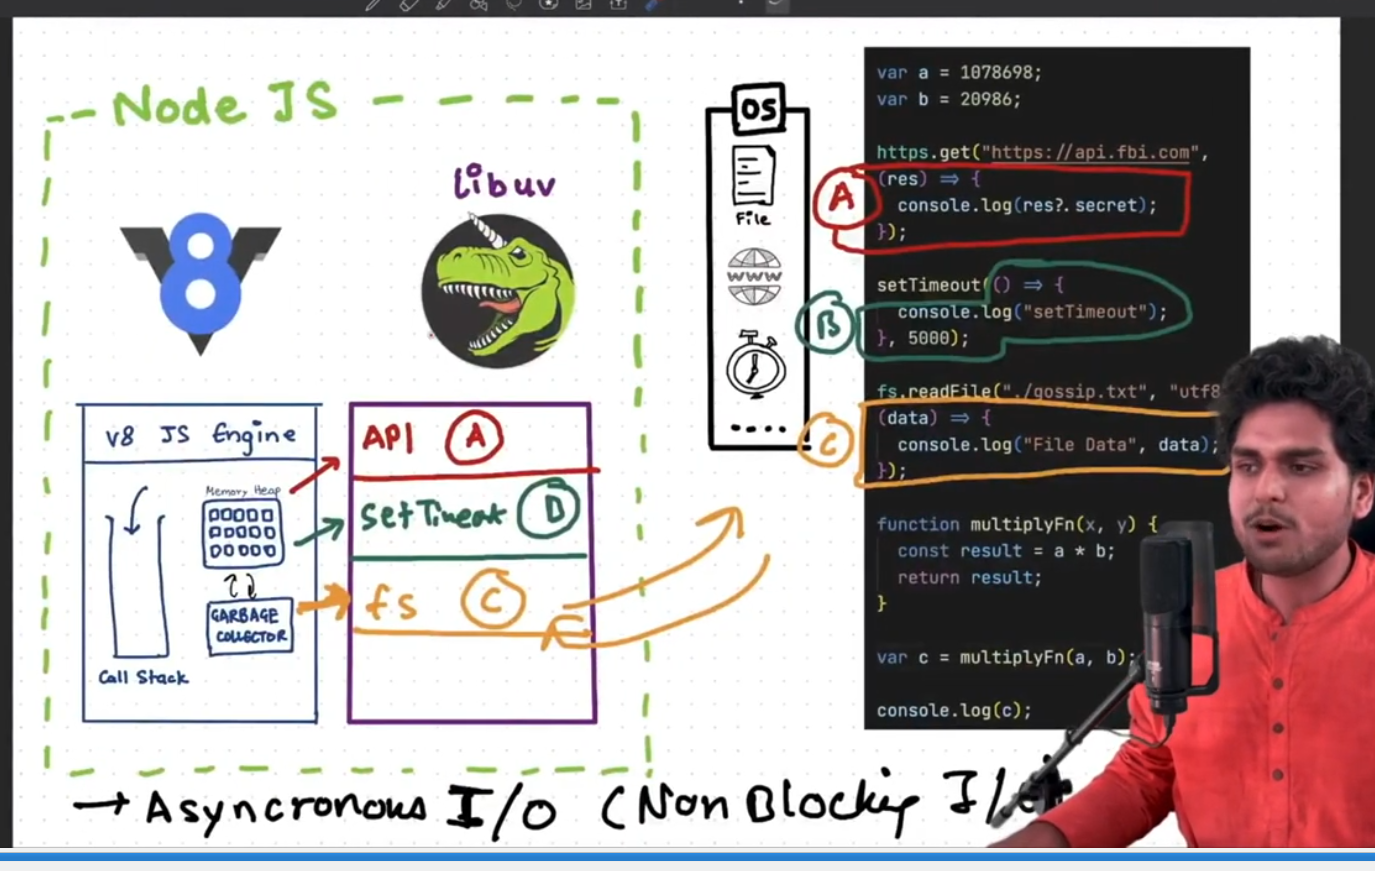 Node JS
Libuv
8
V8 JS Engine
Memory Heap
GARBAGE
COLLECTOR
Call Stack
API A
setTimeout B
fs C
OS
File
www
A
B
C
var a = 1078698;
var b = 20986;
https.get("https://api.fbi.com",
(res) => {
console.log(res?.secret);
});
setTimeout(() => {
console.log("setTimeout");
}, 5000);
fs.readFile("./gossip.txt", "utf8
(data) => {
console.log("File Data", data);
});
function multiplyFn(x, y) {
const result = a * b;
return result;
}
var c = multiplyFn(a, b);
console.log(c);
→ Asyncronous I/O (Non Blocking I/O